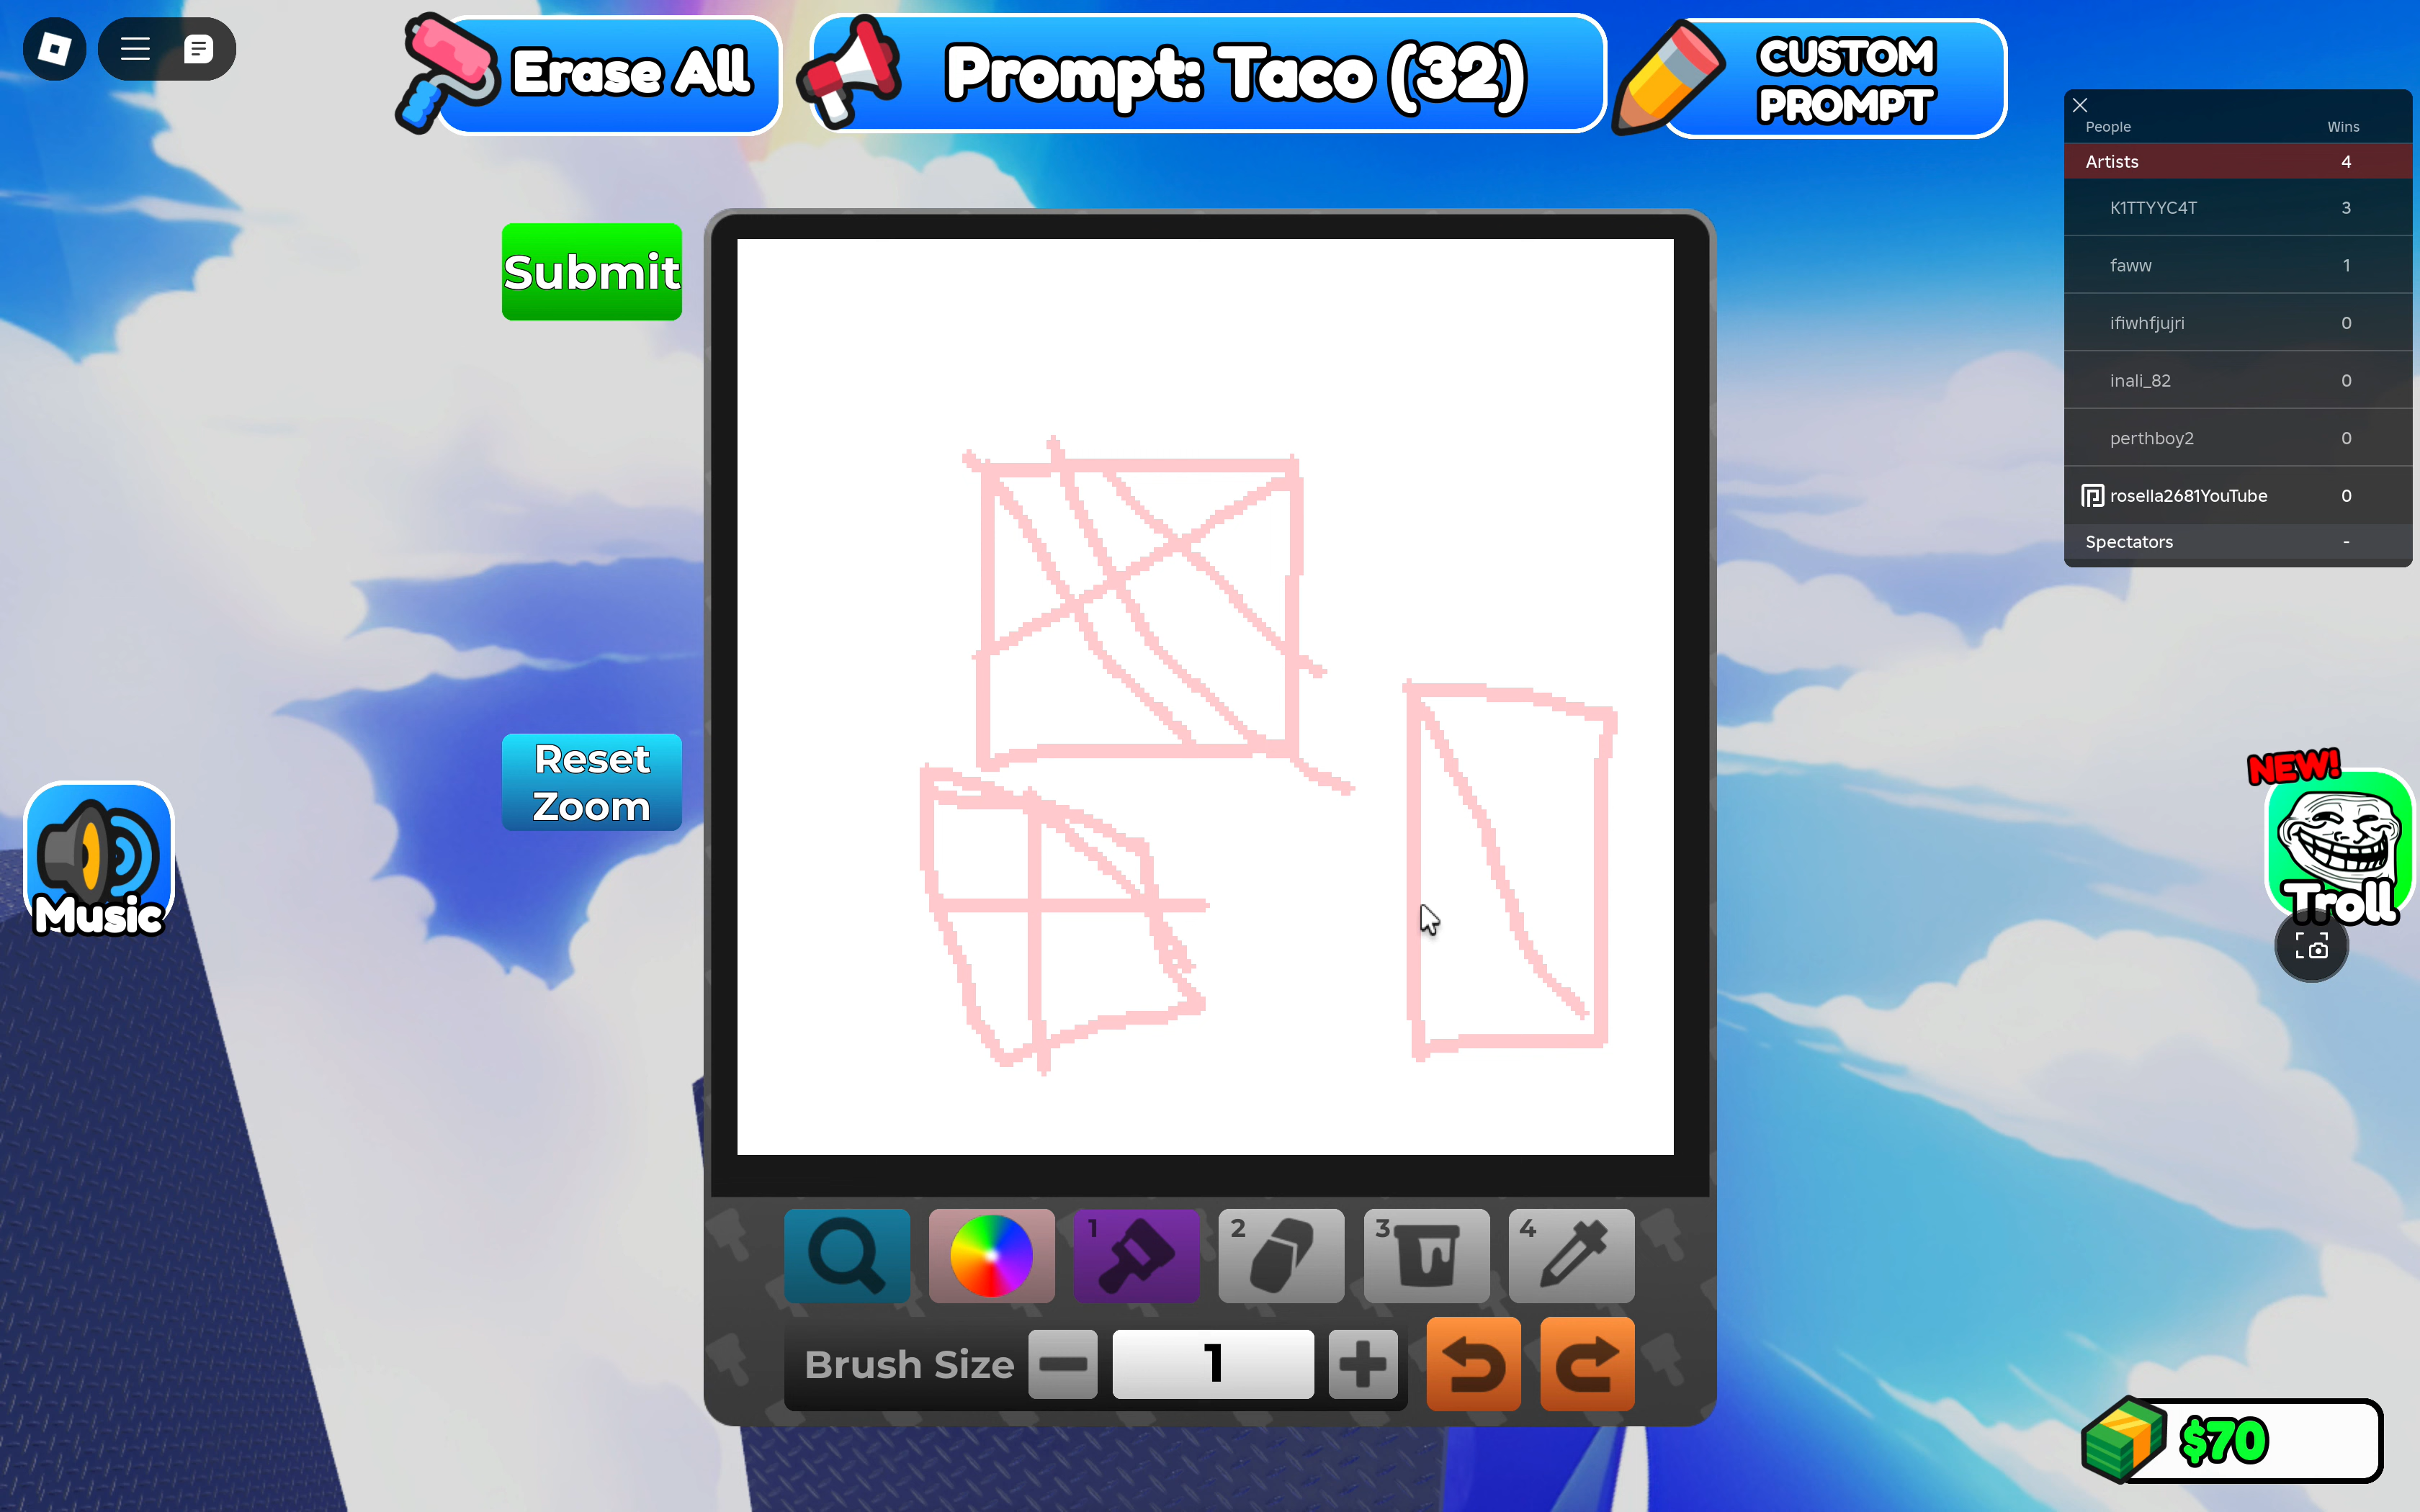 Erase All
Prompt: Taco (32)
CUSTOM
PROMPT
People Wins
Artists 4
K1TTYYC4T 3
faww 1
ifiwhfjujri 0
inali_82 0
perthboy2 0
rosella2681YouTube 0
Spectators -
Submit
Reset
Zoom
Music
NEW!
Troll
1
2
3
4
Brush Size
1
$70